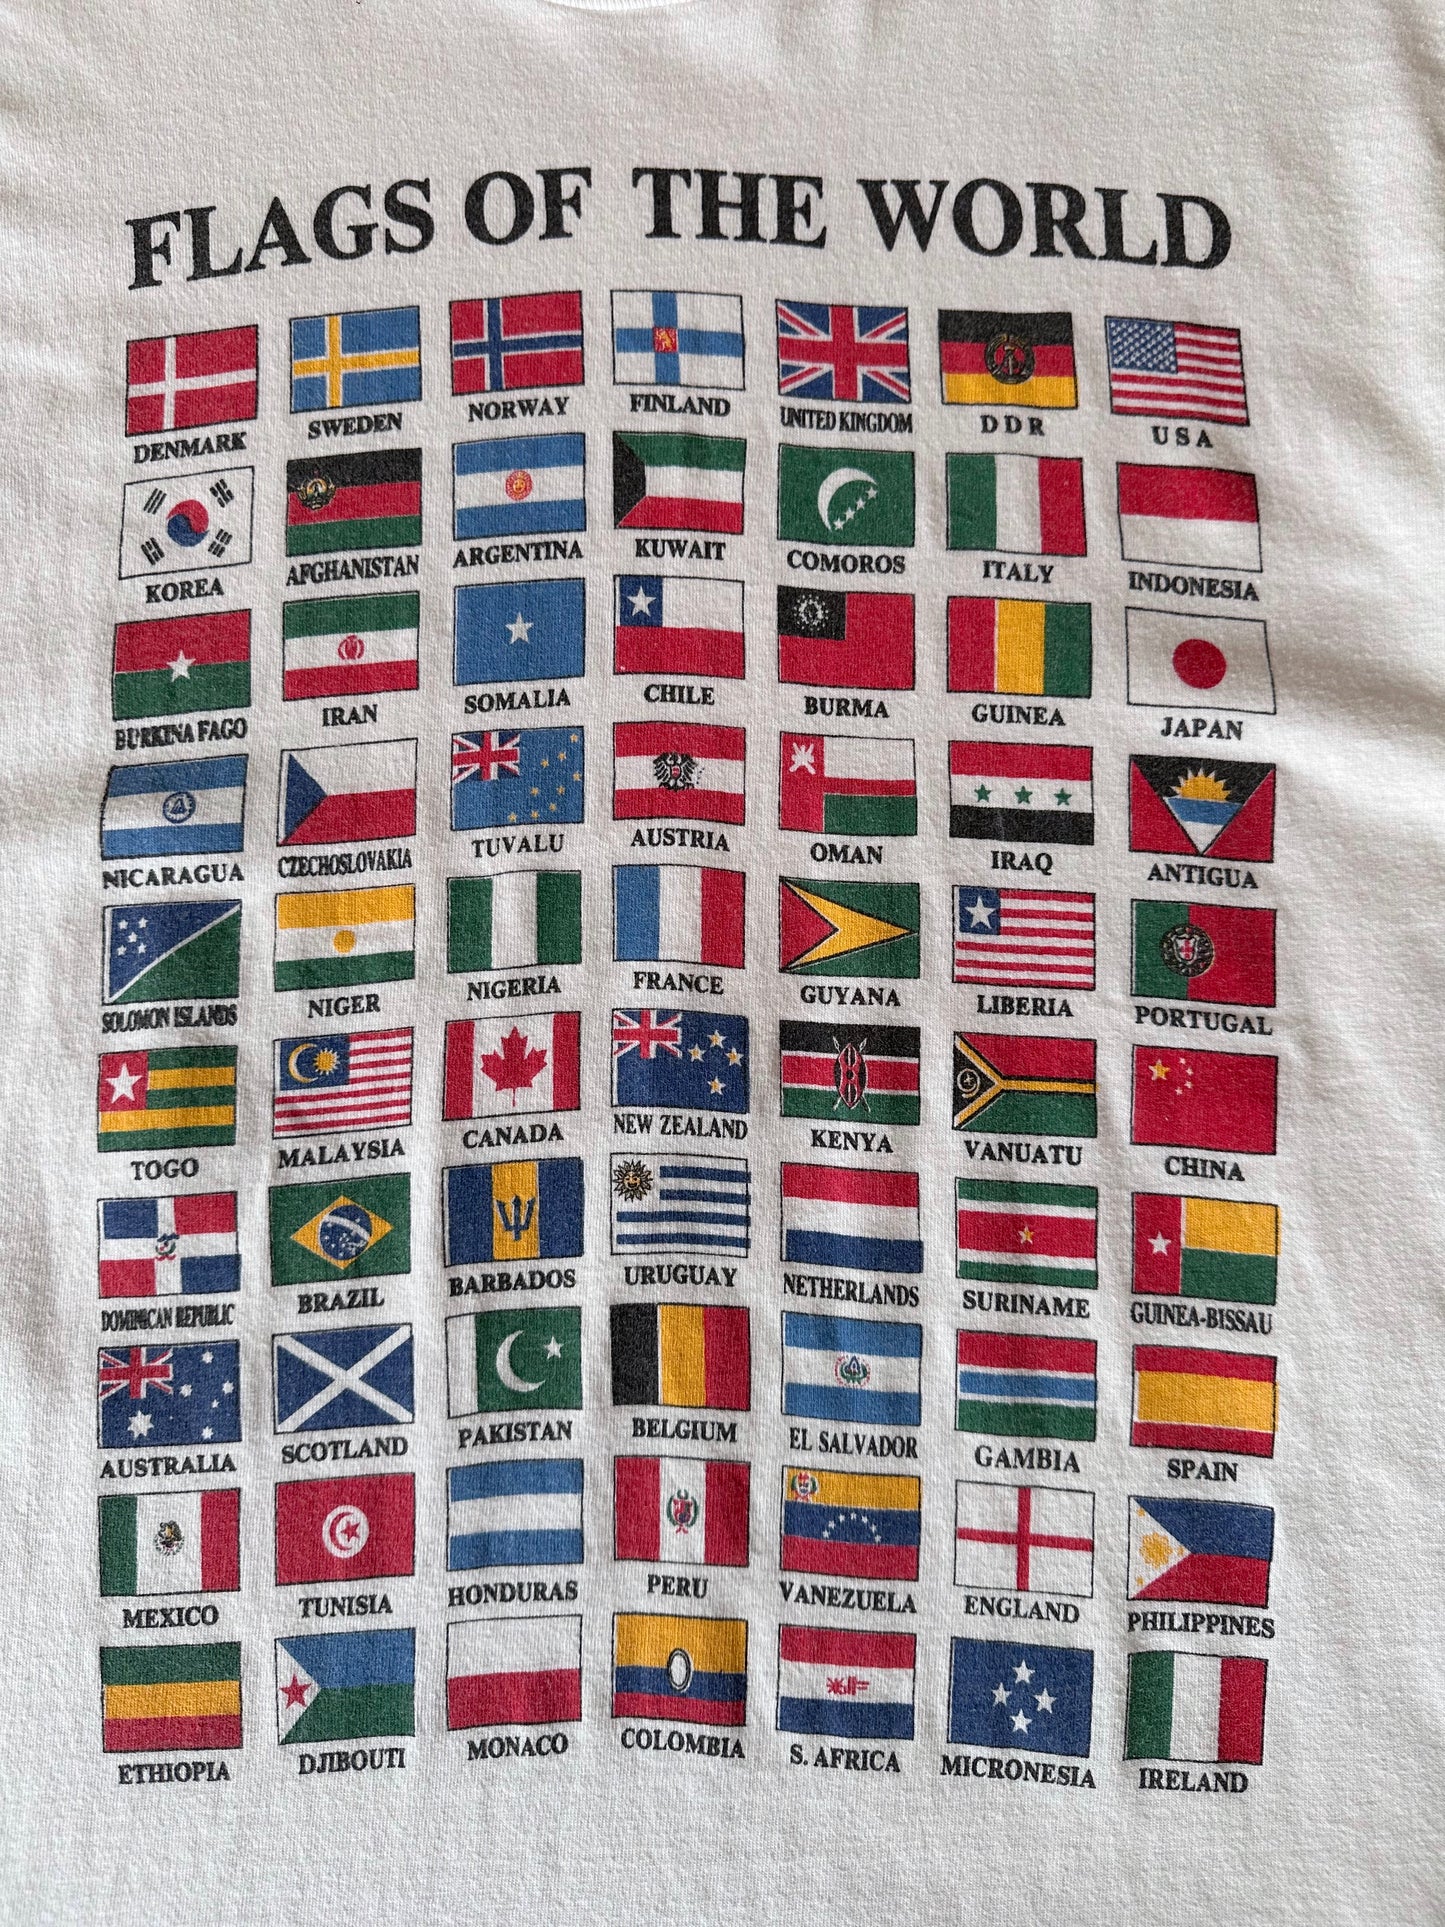 FLAGS OF THE WORLD
DENMARK SWEDEN NORWAY FINLAND UNITED KINGDOM DDR USA
KOREA AFGHANISTAN ARGENTINA KUWAIT COMOROS ITALY INDONESIA
BURKINA FAGO IRAN SOMALIA CHILE BURMA GUINEA JAPAN
NICARAGUA CZECHOSLOVAKIA TUVALU AUSTRIA OMAN IRAQ ANTIGUA
SOLOMON ISLANDS NIGER NIGERIA FRANCE GUYANA LIBERIA PORTUGAL
TOGO MALAYSIA CANADA NEW ZEALAND KENYA VANUATU CHINA
DOMINICAN REPUBLIC BRAZIL BARBADOS URUGUAY NETHERLANDS SURINAME GUINEA-BISSAU
AUSTRALIA SCOTLAND PAKISTAN BELGIUM EL SALVADOR GAMBIA SPAIN
MEXICO TUNISIA HONDURAS PERU VANEZUELA ENGLAND PHILIPPINES
ETHIOPIA DJIBOUTI MONACO COLOMBIA S. AFRICA MICRONESIA IRELAND